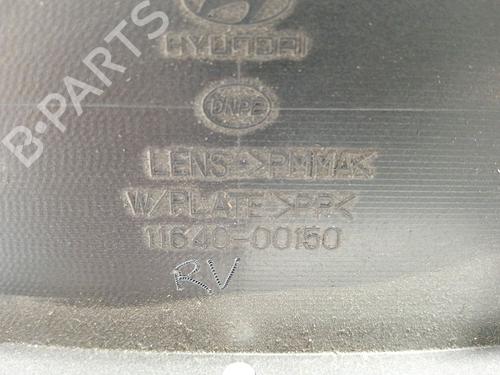 HYUNDAI
DNPE
LENS >PMMA<
W/PLATE >PP<
11640-00150
RV
B-PARTS